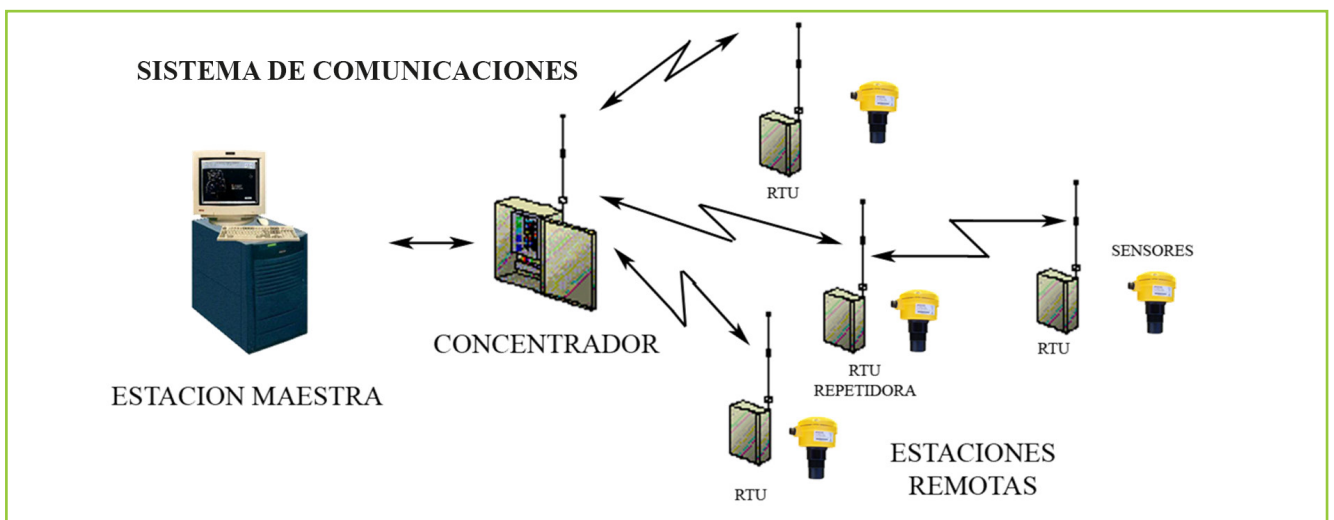 SISTEMA DE COMUNICACIONES
RTU
SENSORES
CONCENTRADOR
RTU
RTU
REPETIDORA
ESTACION MAESTRA
RTU
ESTACIONES
REMOTAS